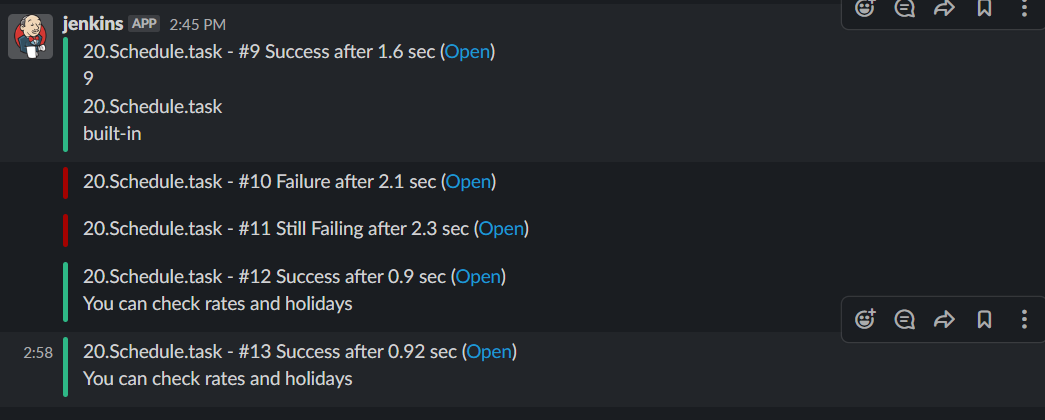 jenkins APP 2:45 PM
20.Schedule.task - #9 Success after 1.6 sec (Open)
9
20.Schedule.task
built-in
20.Schedule.task - #10 Failure after 2.1 sec (Open)
20.Schedule.task - #11 Still Failing after 2.3 sec (Open)
20.Schedule.task - #12 Success after 0.9 sec (Open)
You can check rates and holidays
2:58 20.Schedule.task - #13 Success after 0.92 sec (Open)
You can check rates and holidays